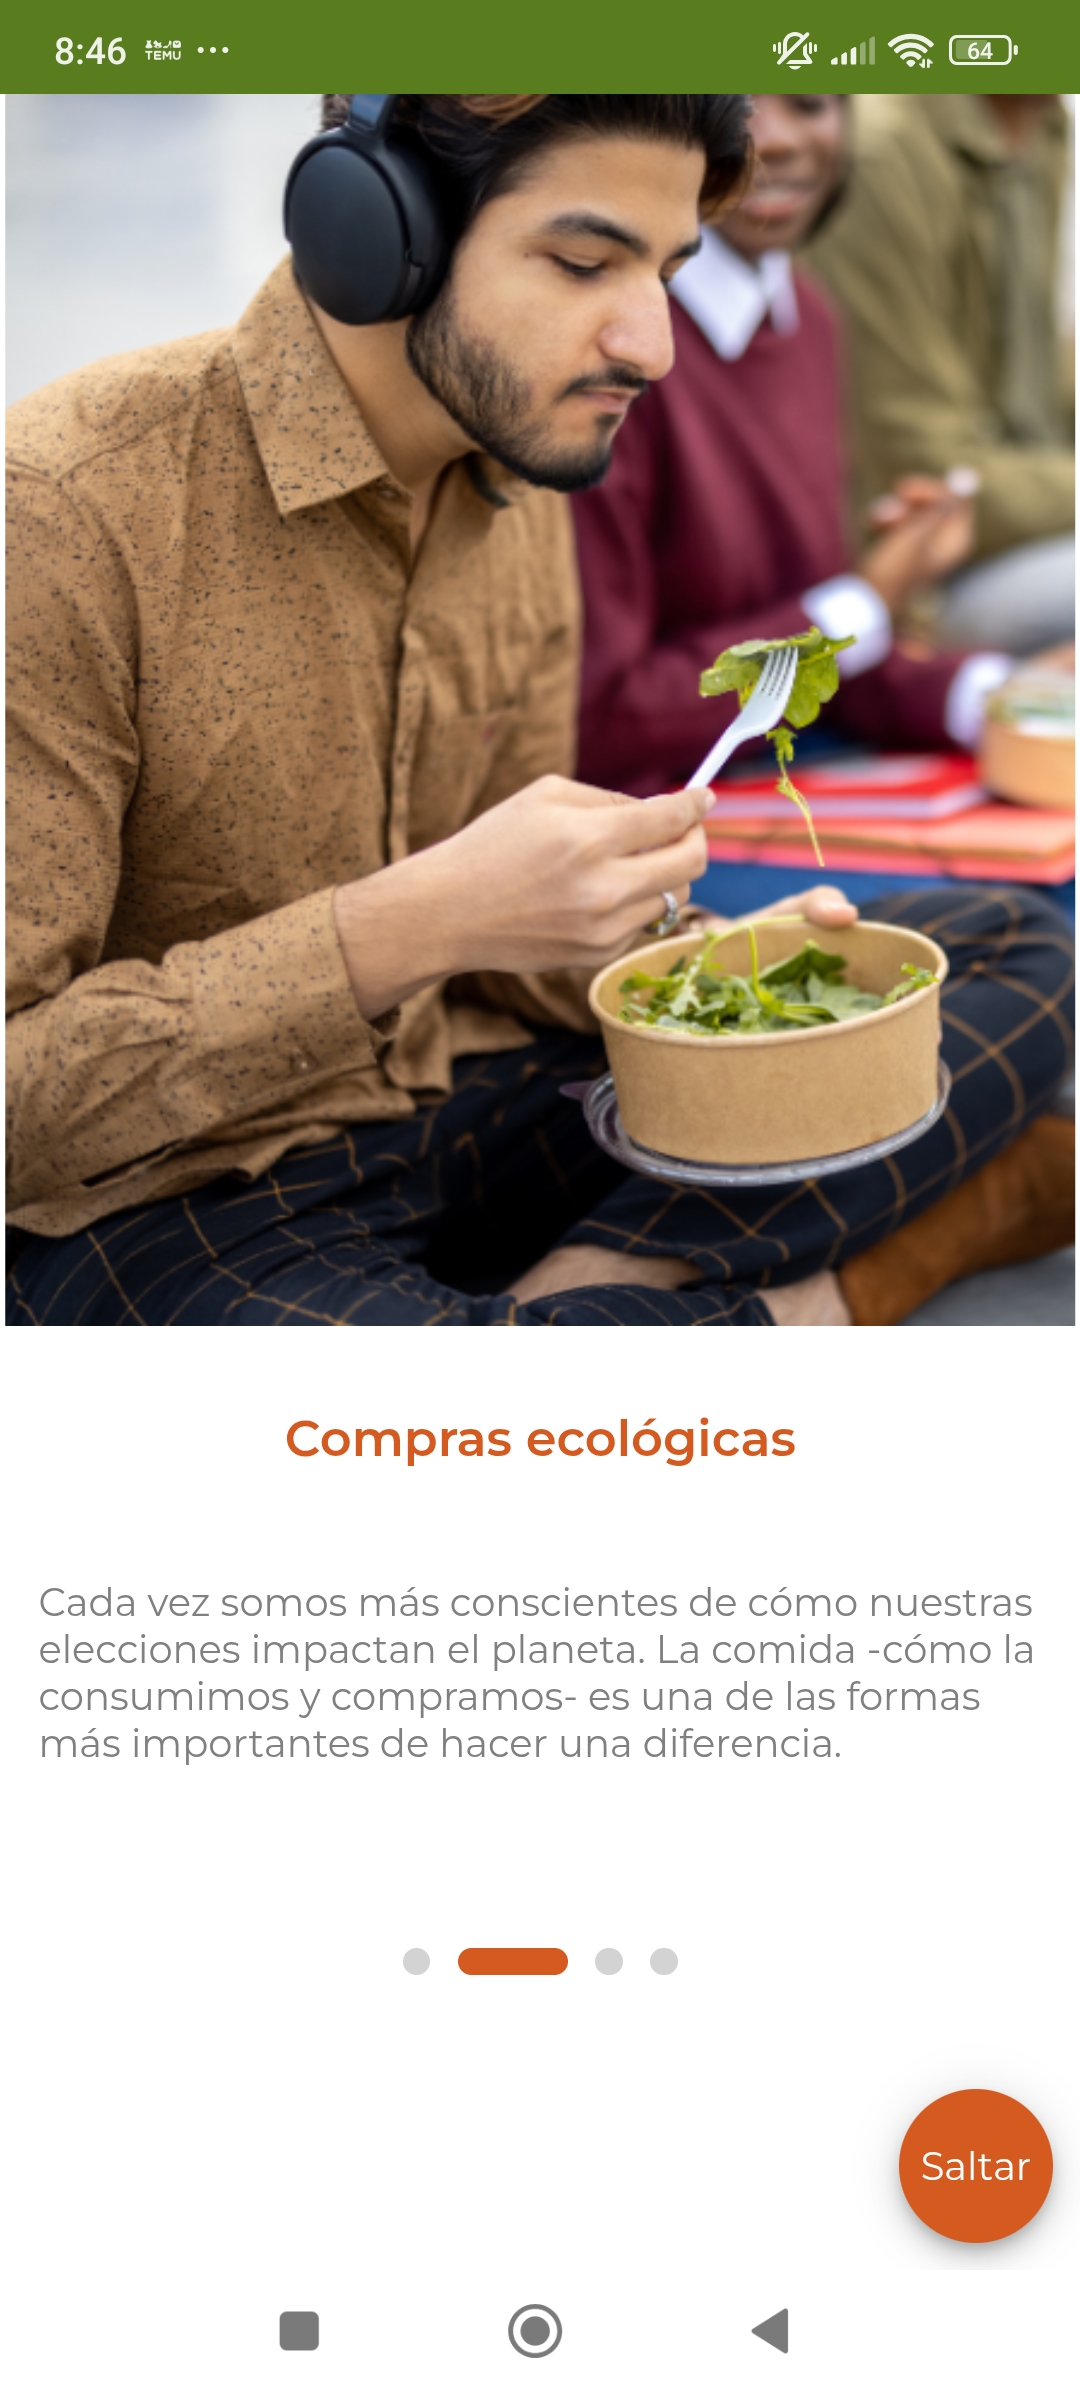 8:46 TEMU ... 64
Compras ecológicas
Cada vez somos más conscientes de cómo nuestras
elecciones impactan el planeta. La comida -cómo la
consumimos y compramos- es una de las formas
más importantes de hacer una diferencia.
Saltar